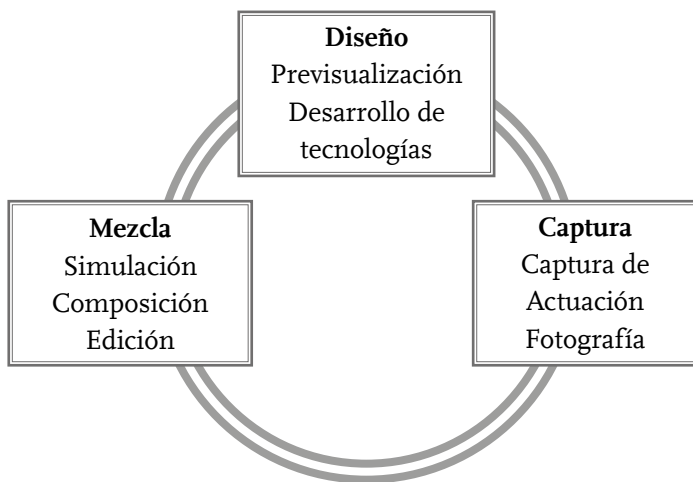 Diseño
Previsualización
Desarrollo de
tecnologías
Mezcla
Simulación
Composición
Edición
Captura
Captura de
Actuación
Fotografía